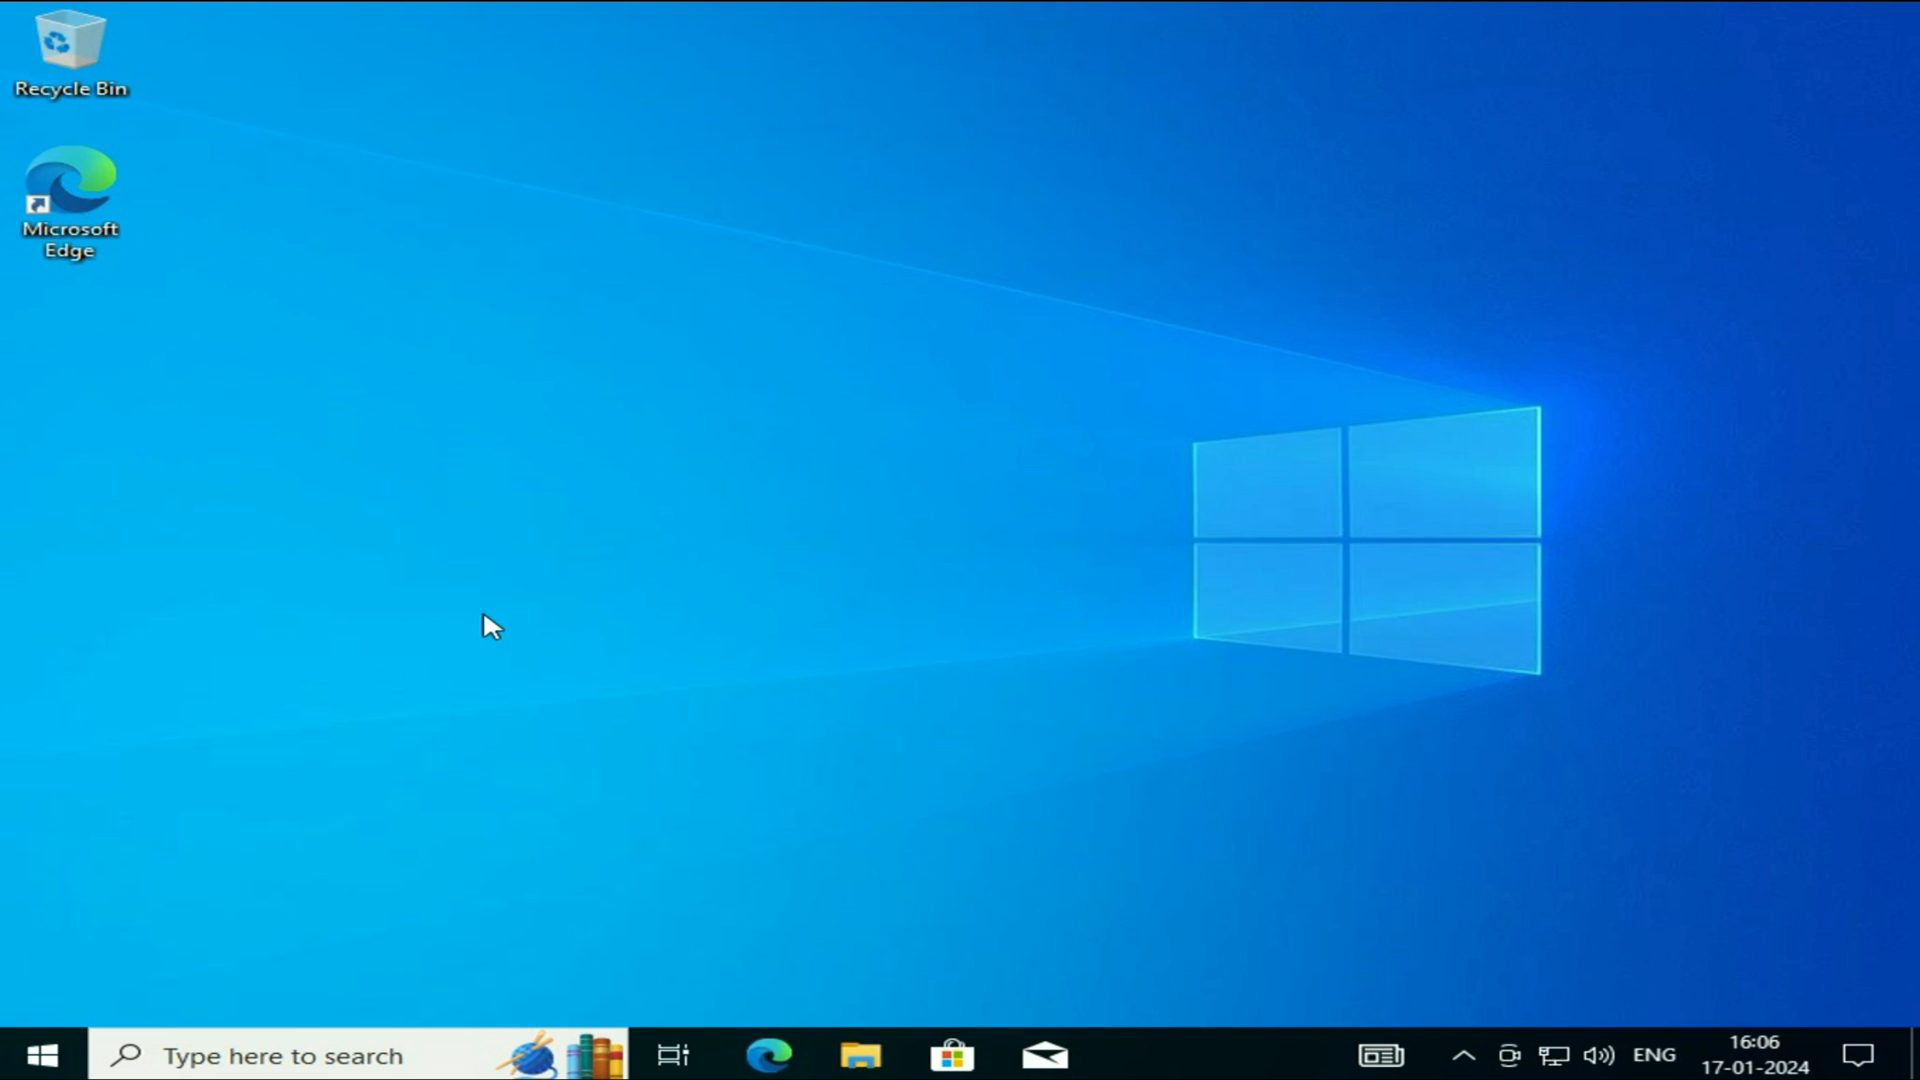 Recycle Bin
Microsoft
Edge
Type here to search
ENG
16:06
17-01-2024